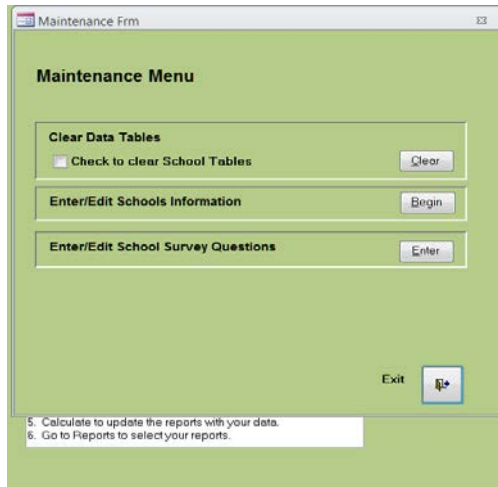 Maintenance Frm
Maintenance Menu
Clear Data Tables
Check to clear School Tables
Clear
Enter/Edit Schools Information
Begin
Enter/Edit School Survey Questions
Enter
Exit
5. Calculate to update the reports with your data.
6. Go to Reports to select your reports.